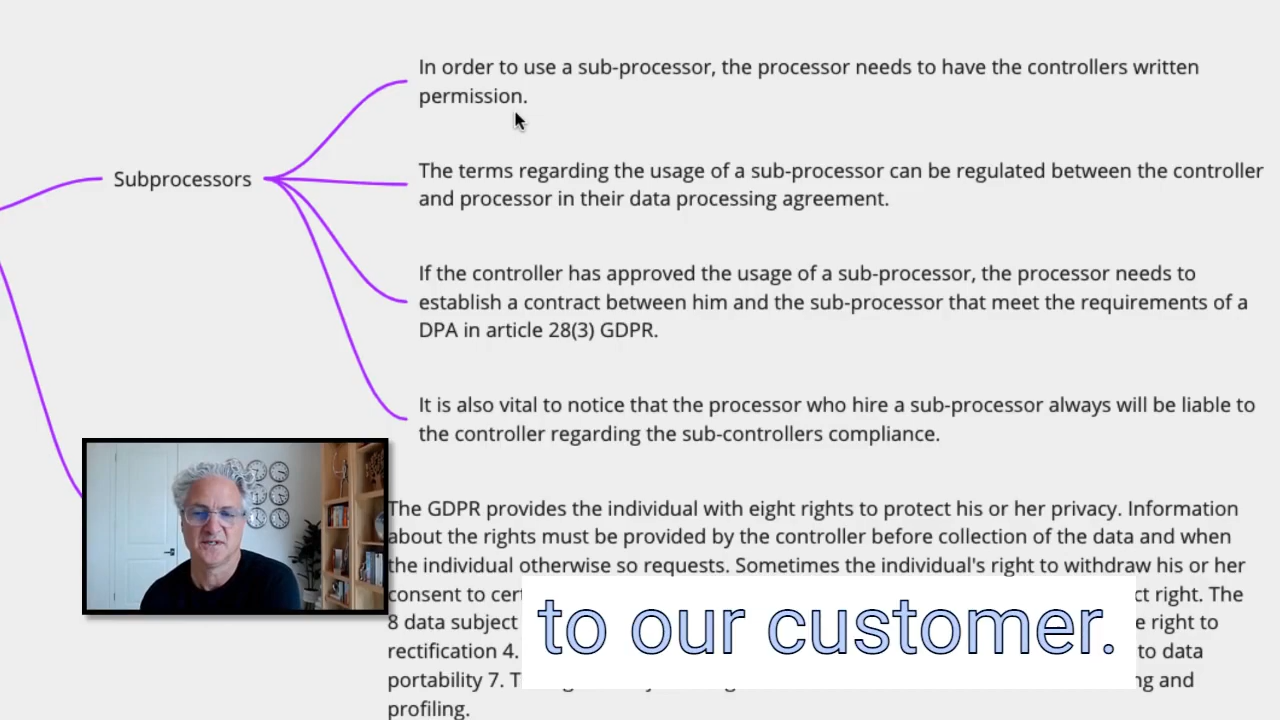 In order to use a sub-processor, the processor needs to have the controllers written
permission.
Subprocessors
The terms regarding the usage of a sub-processor can be regulated between the controller
and processor in their data processing agreement.
If the controller has approved the usage of a sub-processor, the processor needs to
establish a contract between him and the sub-processor that meet the requirements of a
DPA in article 28(3) GDPR.
It is also vital to notice that the processor who hire a sub-processor always will be liable to
the controller regarding the sub-controllers compliance.
The GDPR provides the individual with eight rights to protect his or her privacy. Information
about the rights must be provided by the controller before collection of the data and when
the individual otherwise so requests. Sometimes the individual's right to withdraw his or her
consent to ct right. The
8 data subject e right to
rectification 4. to data
portability 7. ng and
profiling.
to our customer.